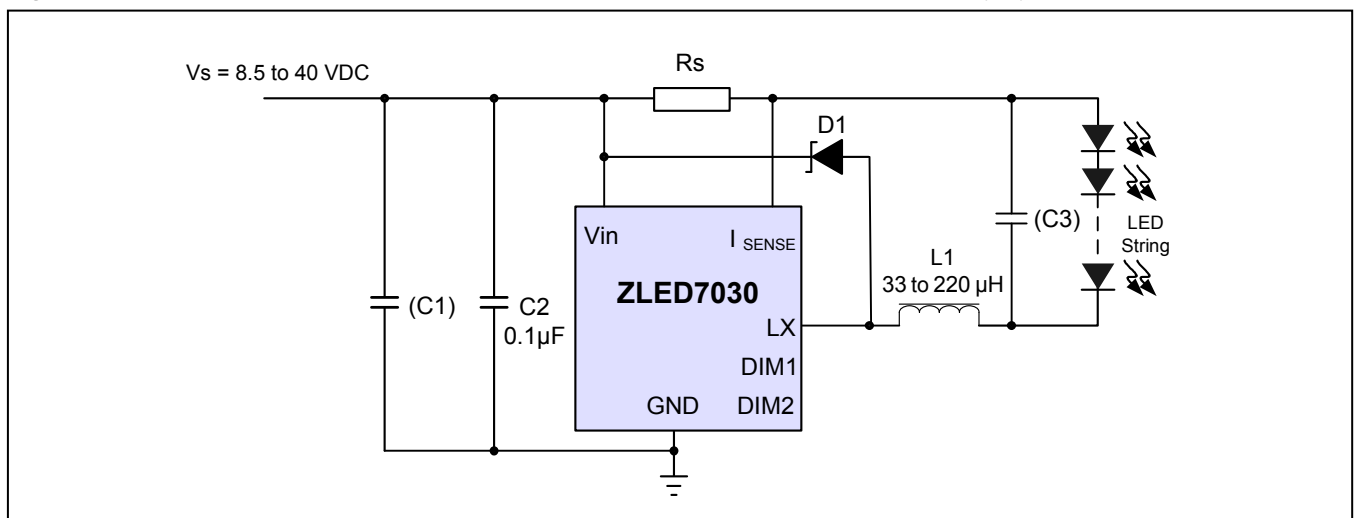 Vs = 8.5 to 40 VDC
Rs
D1
Vin
I SENSE
ZLED7030
(C1)
C2
0.1µF
LX
DIM1
GND
DIM2
L1
33 to 220 µH
(C3)
LED
String